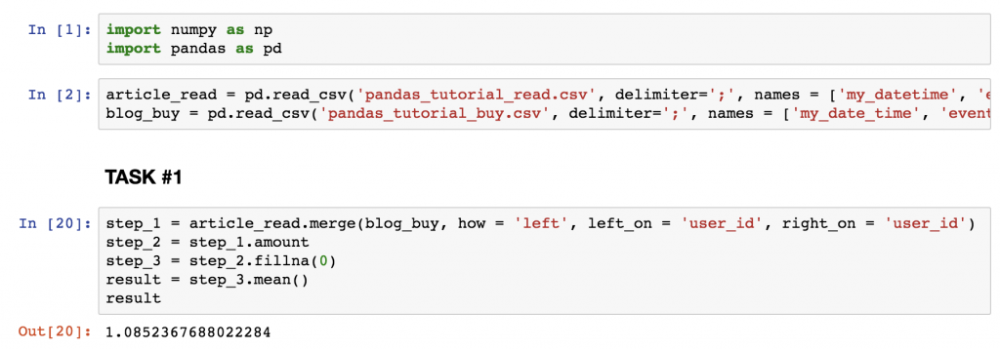 In [1]: import numpy as np
import pandas as pd
In [2]: article_read = pd.read_csv('pandas_tutorial_read.csv', delimiter=';', names = ['my_datetime',
blog_buy = pd.read_csv('pandas_tutorial_buy.csv', delimiter=';', names = ['my_date_time', 'event
TASK #1
In [20]: step_1 = article_read.merge(blog_buy, how = 'left', left_on = 'user_id', right_on = 'user_id')
step_2 = step_1.amount
step_3 = step_2.fillna(0)
result = step_3.mean()
result
Out[20]: 1.0852367688022284